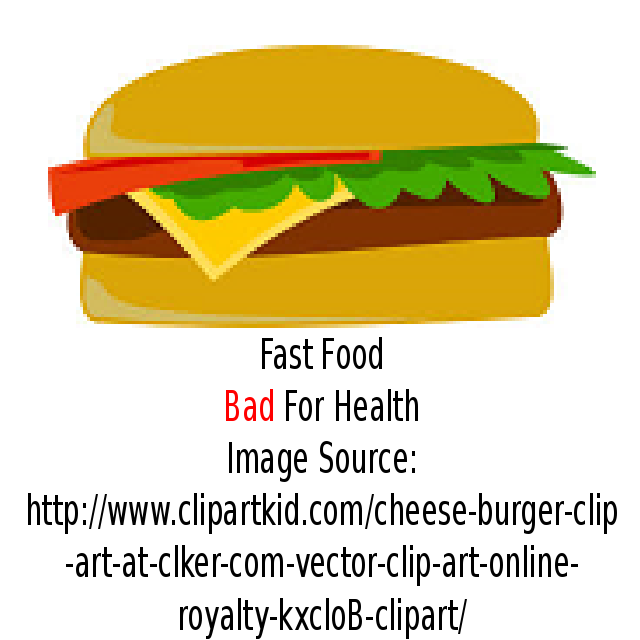 Fast Food
Bad For Health
Image Source:
http://www.clipartkid.com/cheese-burger-clip
-art-at-clker-com-vector-clip-art-online-
royalty-kxcloB-clipart/